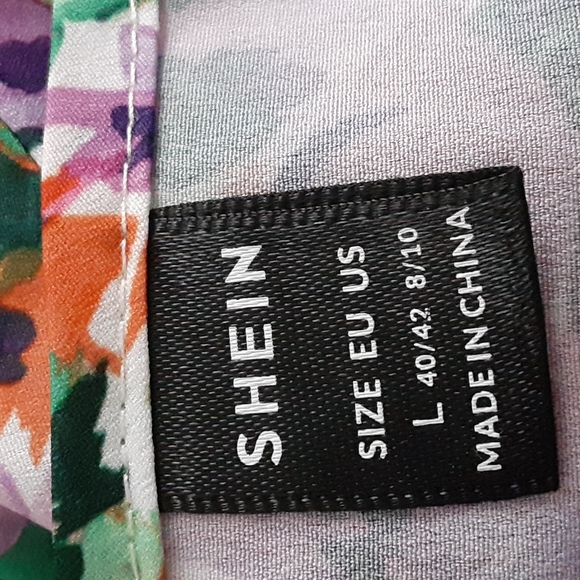 SHEIN
SIZE EU US
L 40/42 8/10
MADE IN CHINA